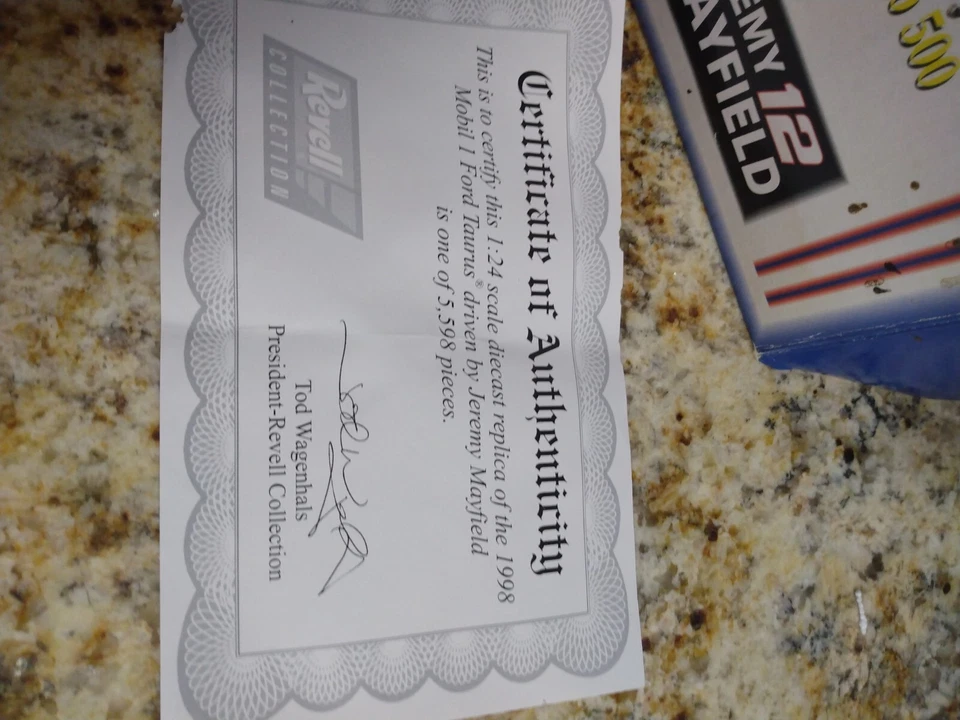 Certificate of Authenticity
This is to certify this 1:24 scale diecast replica of the 1998
Mobil 1 Ford Taurus® driven by Jeremy Mayfield
is one of 5,598 pieces.
Revell
COLLECTION
Tod Wagenhals
President-Revell Collection
EMY 12
AYFIELD
500